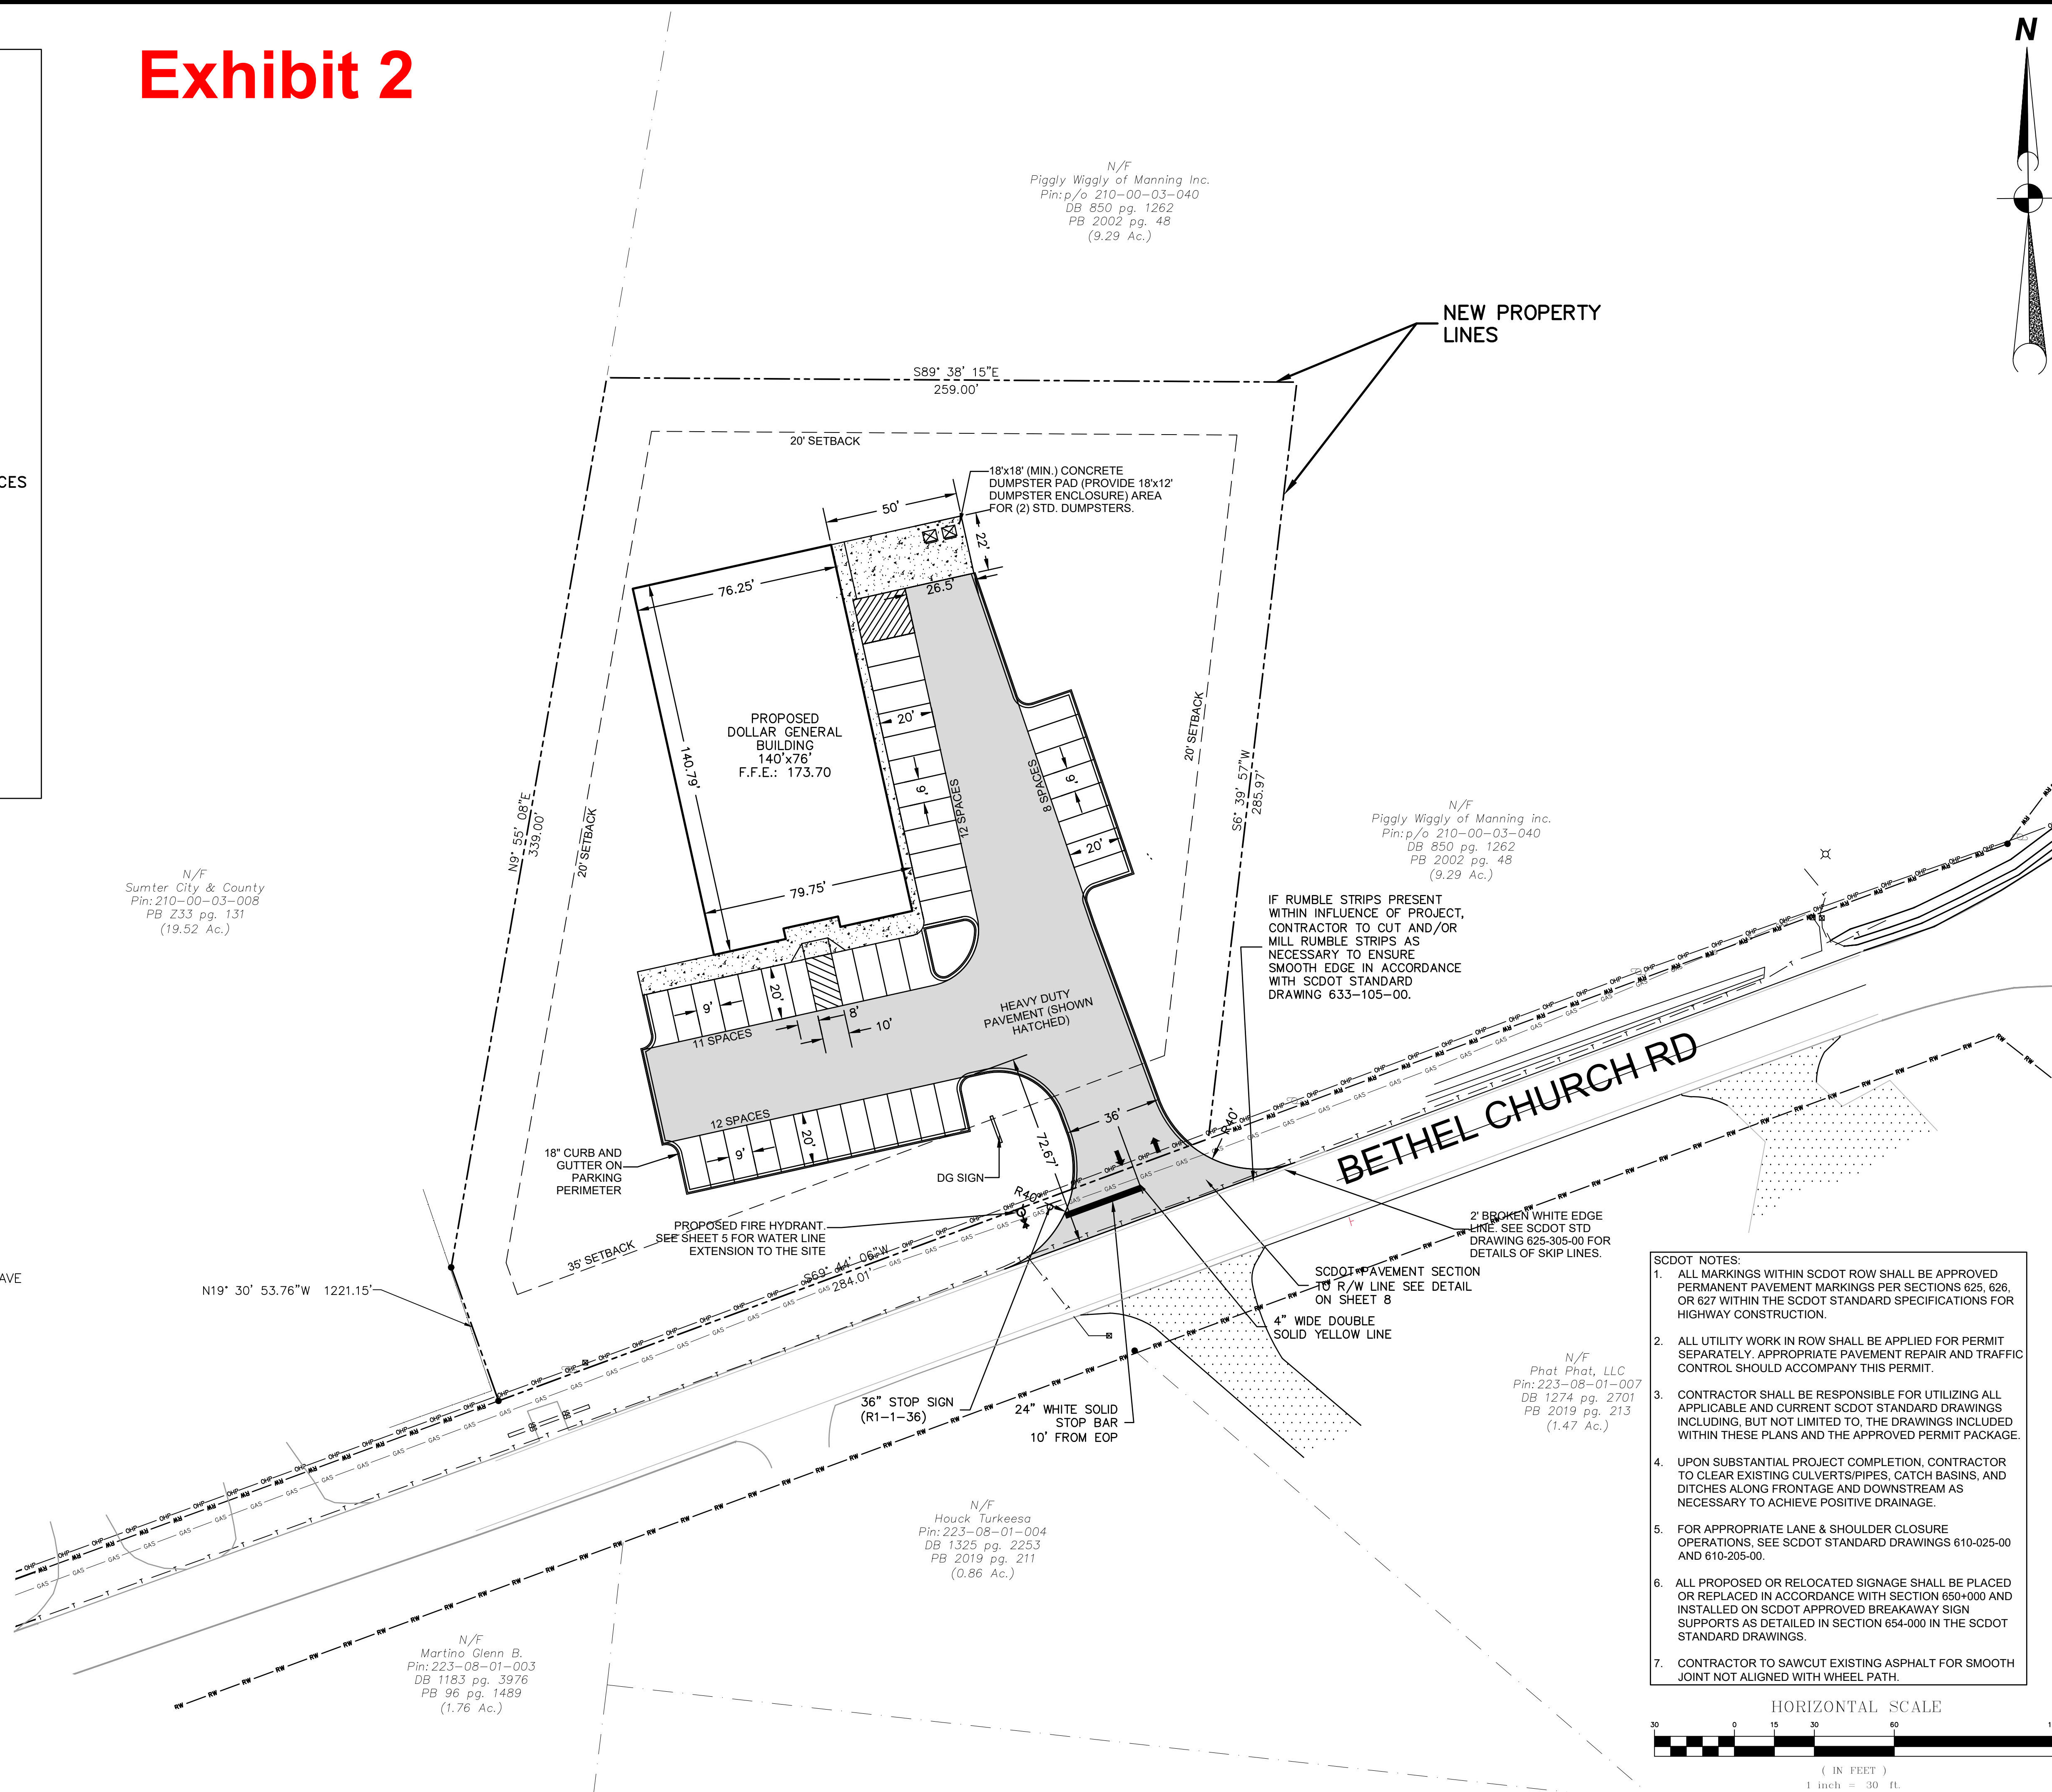 Exhibit 2
N
CES
AVE
N/F
Piggly Wiggly of Manning Inc.
Pin: p/o 210-00-03-040
DB 850 pg. 1262
PB 2002 pg. 48
(9.29 Ac.)
NEW PROPERTY
LINES
S89° 38' 15"E
259.00'
20' SETBACK
18'x18' (MIN.) CONCRETE
DUMPSTER PAD (PROVIDE 18'x12'
DUMPSTER ENCLOSURE) AREA
FOR (2) STD. DUMPSTERS.
50'
22'
76.25'
26.5'
PROPOSED
DOLLAR GENERAL
BUILDING
140'x76'
F.F.E.: 173.70
140.79'
20'
9'
12 SPACES
8 SPACES
9'
20'
79.75'
20' SETBACK
S6° 39' 57"W
285.97'
N9° 55' 08"E
339.00'
20' SETBACK
N/F
Sumter City & County
Pin: 210-00-03-008
PB Z33 pg. 131
(19.52 Ac.)
N/F
Piggly Wiggly of Manning inc.
Pin: p/o 210-00-03-040
DB 850 pg. 1262
PB 2002 pg. 48
(9.29 Ac.)
IF RUMBLE STRIPS PRESENT
WITHIN INFLUENCE OF PROJECT,
CONTRACTOR TO CUT AND/OR
MILL RUMBLE STRIPS AS
NECESSARY TO ENSURE
SMOOTH EDGE IN ACCORDANCE
WITH SCDOT STANDARD
DRAWING 633-105-00.
9'
20'
8'
10'
11 SPACES
HEAVY DUTY
PAVEMENT (SHOWN
HATCHED)
12 SPACES
9'
20'
72.67'
36'
R40'
R40'
18" CURB AND
GUTTER ON
PARKING
PERIMETER
DG SIGN
PROPOSED FIRE HYDRANT.
SEE SHEET 5 FOR WATER LINE
EXTENSION TO THE SITE
35' SETBACK
S69° 44' 06"W
284.01'
N19° 30' 53.76"W 1221.15'
BETHEL CHURCH RD
2' BROKEN WHITE EDGE
LINE. SEE SCDOT STD
DRAWING 625-305-00 FOR
DETAILS OF SKIP LINES.
SCDOT PAVEMENT SECTION
TO R/W LINE SEE DETAIL
ON SHEET 8
4" WIDE DOUBLE
SOLID YELLOW LINE
36" STOP SIGN
(R1-1-36)
24" WHITE SOLID
STOP BAR
10' FROM EOP
N/F
Phat Phat, LLC
Pin: 223-08-01-007
DB 1274 pg. 2701
PB 2019 pg. 213
(1.47 Ac.)
N/F
Houck Turkeesa
Pin: 223-08-01-004
DB 1325 pg. 2253
PB 2019 pg. 211
(0.86 Ac.)
N/F
Martino Glenn B.
Pin: 223-08-01-003
DB 1183 pg. 3976
PB 96 pg. 1489
(1.76 Ac.)
OHP
GAS
RW
T
SCDOT NOTES:
1. ALL MARKINGS WITHIN SCDOT ROW SHALL BE APPROVED
PERMANENT PAVEMENT MARKINGS PER SECTIONS 625, 626,
OR 627 WITHIN THE SCDOT STANDARD SPECIFICATIONS FOR
HIGHWAY CONSTRUCTION.
2. ALL UTILITY WORK IN ROW SHALL BE APPLIED FOR PERMIT
SEPARATELY. APPROPRIATE PAVEMENT REPAIR AND TRAFFIC
CONTROL SHOULD ACCOMPANY THIS PERMIT.
3. CONTRACTOR SHALL BE RESPONSIBLE FOR UTILIZING ALL
APPLICABLE AND CURRENT SCDOT STANDARD DRAWINGS
INCLUDING, BUT NOT LIMITED TO, THE DRAWINGS INCLUDED
WITHIN THESE PLANS AND THE APPROVED PERMIT PACKAGE.
4. UPON SUBSTANTIAL PROJECT COMPLETION, CONTRACTOR
TO CLEAR EXISTING CULVERTS/PIPES, CATCH BASINS, AND
DITCHES ALONG FRONTAGE AND DOWNSTREAM AS
NECESSARY TO ACHIEVE POSITIVE DRAINAGE.
5. FOR APPROPRIATE LANE & SHOULDER CLOSURE
OPERATIONS, SEE SCDOT STANDARD DRAWINGS 610-025-00
AND 610-205-00.
6. ALL PROPOSED OR RELOCATED SIGNAGE SHALL BE PLACED
OR REPLACED IN ACCORDANCE WITH SECTION 650+000 AND
INSTALLED ON SCDOT APPROVED BREAKAWAY SIGN
SUPPORTS AS DETAILED IN SECTION 654-000 IN THE SCDOT
STANDARD DRAWINGS.
7. CONTRACTOR TO SAWCUT EXISTING ASPHALT FOR SMOOTH
JOINT NOT ALIGNED WITH WHEEL PATH.
HORIZONTAL SCALE
30 0 15 30 60
( IN FEET )
1 inch = 30 ft.